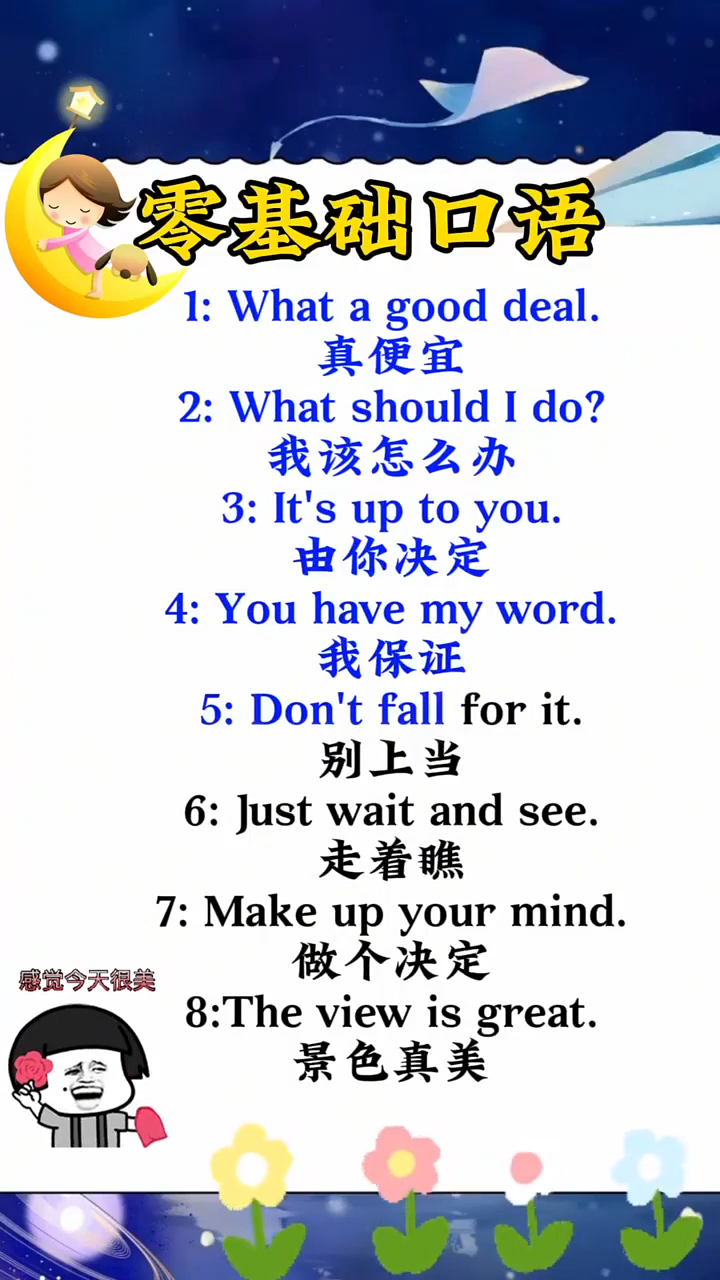 零基础口语
1: What a good deal.
真便宜
2: What should I do?
我该怎么办
3: It's up to you.
由你决定
4: You have my word.
我保证
5: Don't fall for it.
别上当
6: Just wait and see.
走着瞧
7: Make up your mind.
做个决定
感觉今天很美
8:The view is great.
景色真美